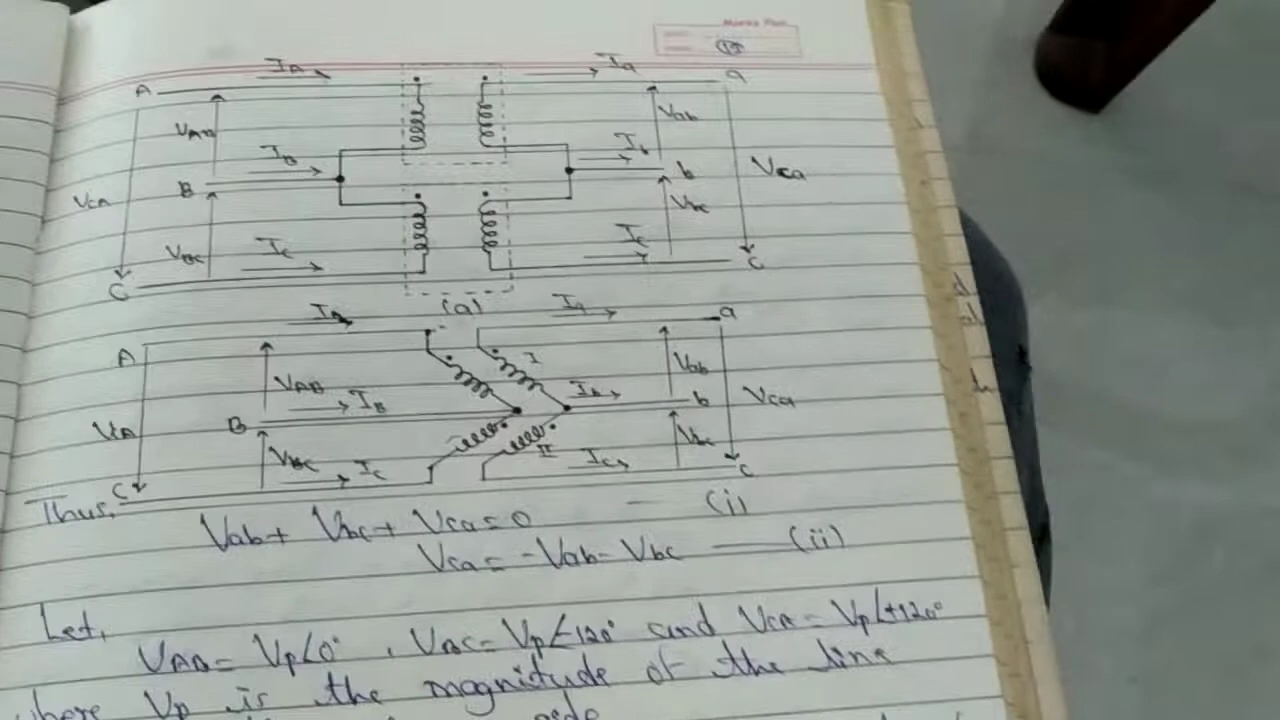 IA
Ia
A
a
VAB
Vab
IB
Ib
B
b
VCA
Vca
VBC
Vbc
Ic
Ic
C
c
(a)
IA
Ia
A
a
I
VAB
Vab
IB
Ib
B
b
VCA
Vca
VBC
Vbc
II
Ic
Ic
C
c
Thus,
Vab + Vbc + Vca = 0 — (i)
Vca = -Vab - Vbc — (ii)
Let,
VAB = Vp∠0° , VBC = Vp∠-120° and VCA = Vp∠+120°
where Vp is the magnitude of the line
side